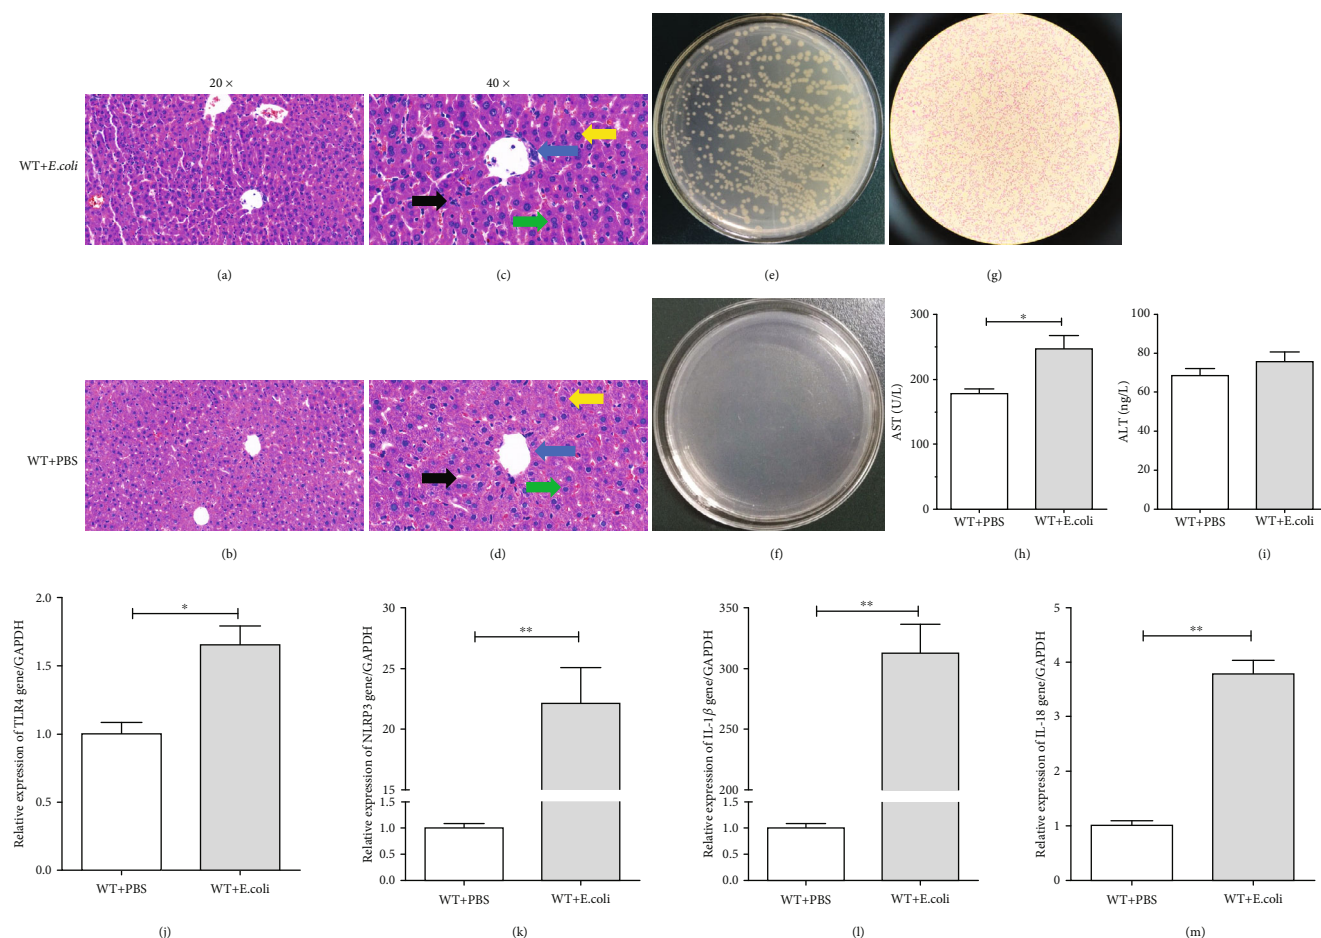 20 ×
40 ×
WT+E.coli
(a)
(c)
(e)
(g)
WT+PBS
(b)
(d)
(f)
AST (U/L)
300
200
100
0
*
WT+PBS
WT+E.coli
(h)
ALT (ng/L)
100
80
60
40
20
0
WT+PBS
WT+E.coli
(i)
Relative expression of TLR4 gene/GAPDH
2.0
1.5
1.0
0.5
0.0
*
WT+PBS
WT+E.coli
(j)
Relative expression of NLRP3 gene/GAPDH
30
25
20
15
1.5
1.0
0.5
0.0
**
WT+PBS
WT+E.coli
(k)
Relative expression of IL-1β gene/GAPDH
350
300
250
200
1.5
1.0
0.5
0.00
**
WT+PBS
WT+E.coli
(l)
Relative expression of IL-18 gene/GAPDH
5
4
3
2
1
0
**
WT+PBS
WT+E.coli
(m)